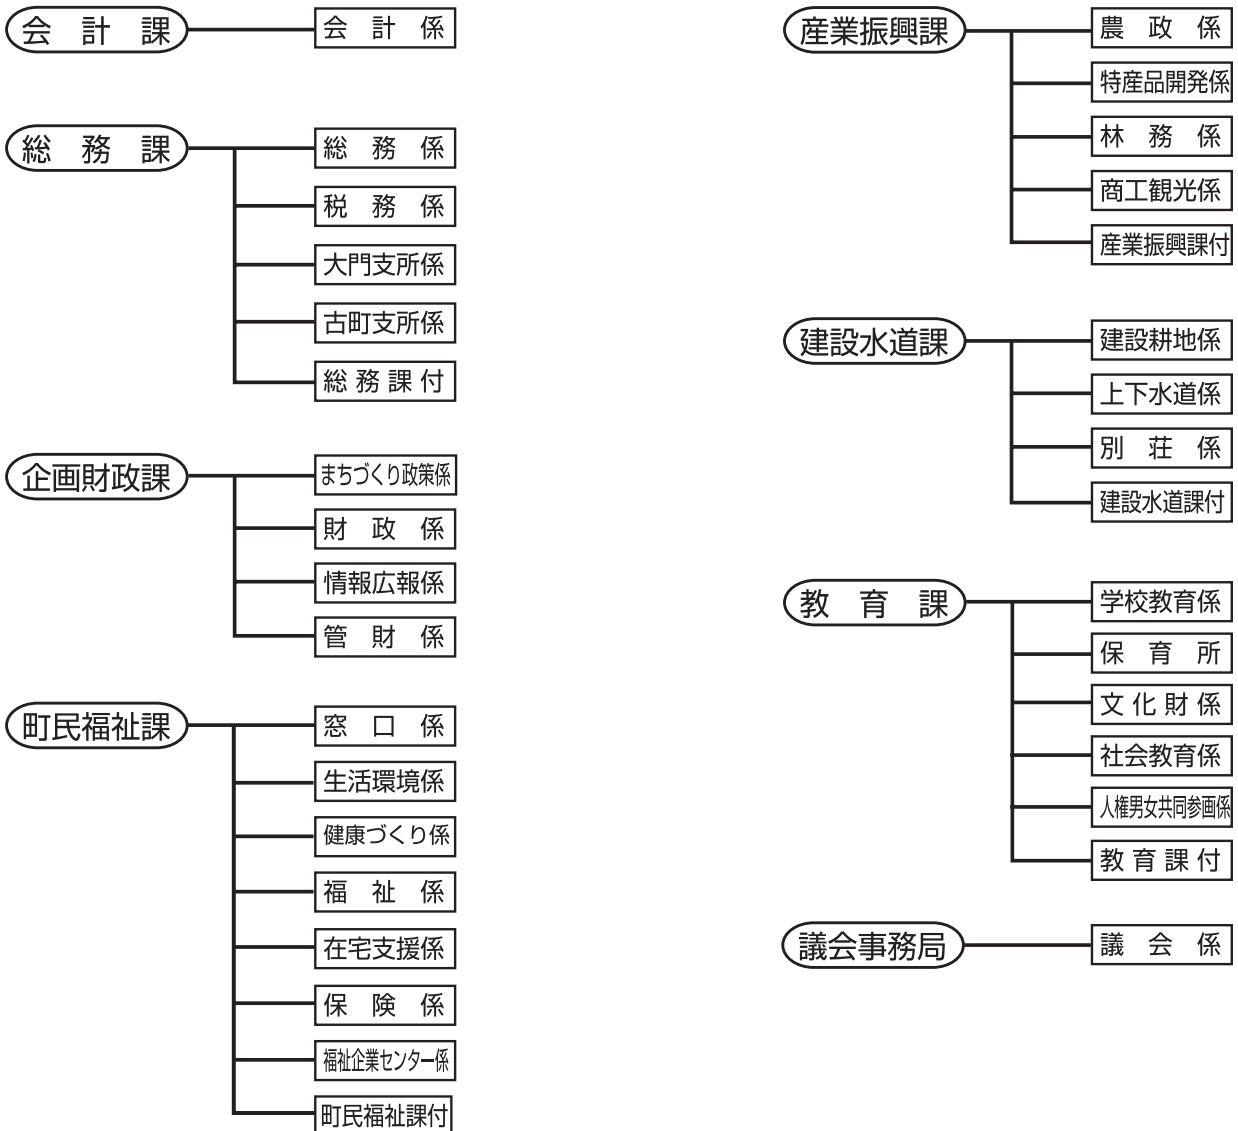 会計課
会計係
総務課
総務係
税務係
大門支所係
古町支所係
総務課付
企画財政課
まちづくり政策係
財政係
情報広報係
管財係
町民福祉課
窓口係
生活環境係
健康づくり係
福祉係
在宅支援係
保険係
福祉企業センター係
町民福祉課付
産業振興課
農政係
特産品開発係
林務係
商工観光係
産業振興課付
建設水道課
建設耕地係
上下水道係
別荘係
建設水道課付
教育課
学校教育係
保育所
文化財係
社会教育係
人権男女共同参画係
教育課付
議会事務局
議会係